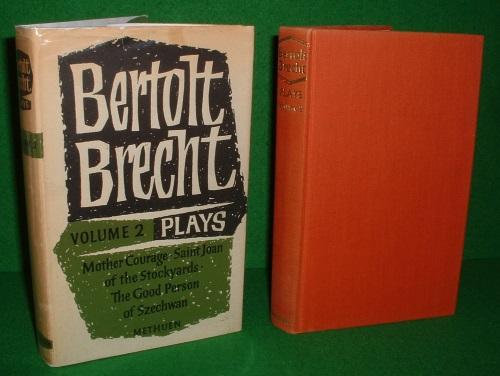 Bertolt
Brecht
VOLUME 2 PLAYS
Mother Courage · Saint Joan
of the Stockyards ·
The Good Person
of Szechwan
METHUEN
Bertolt
Brecht
PLAYS